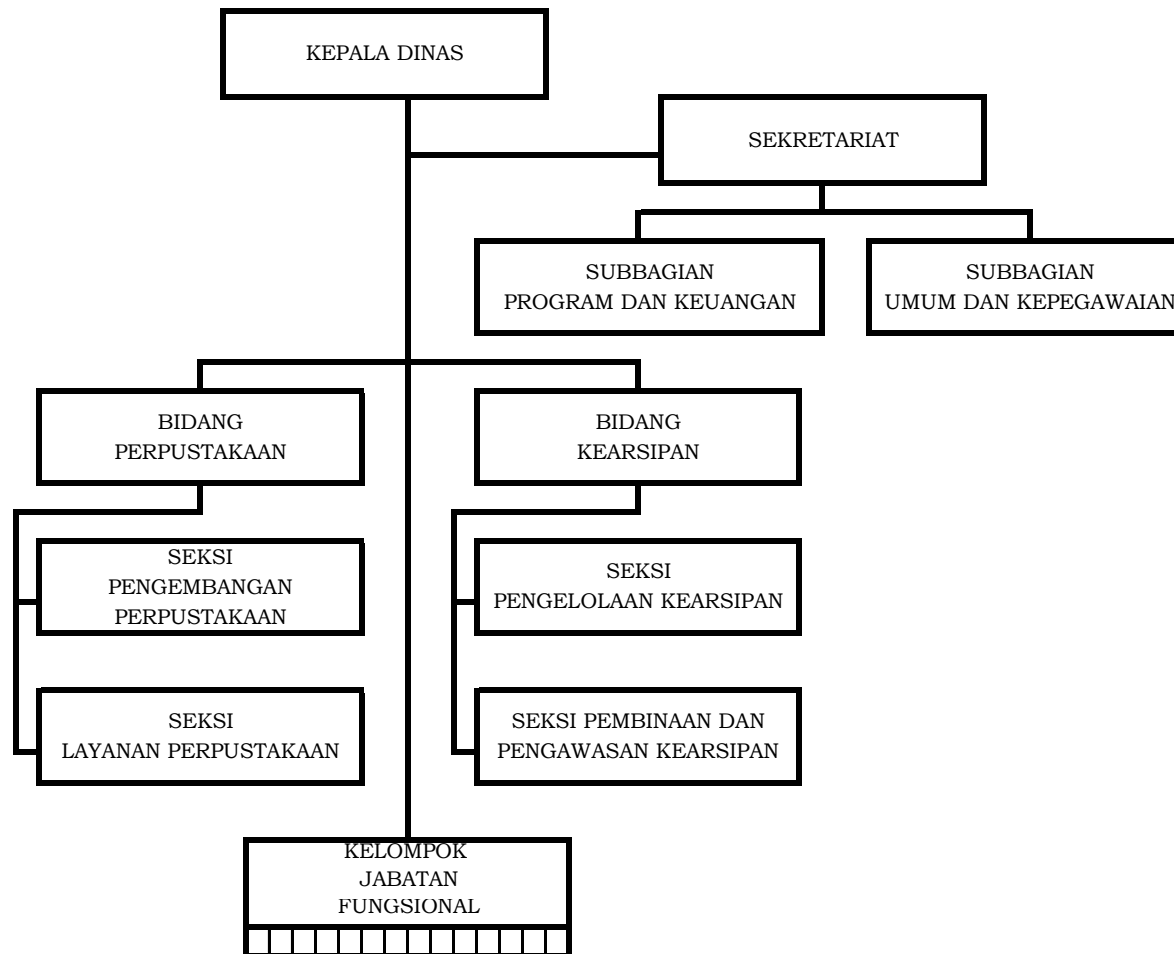 KEPALA DINAS
SEKRETARIAT
SUBBAGIAN
PROGRAM DAN KEUANGAN
SUBBAGIAN
UMUM DAN KEPEGAWAIAN
BIDANG
PERPUSTAKAAN
BIDANG
KEARSIPAN
SEKSI
PENGEMBANGAN
PERPUSTAKAAN
SEKSI
PENGELOLAAN KEARSIPAN
SEKSI
LAYANAN PERPUSTAKAAN
SEKSI PEMBINAAN DAN
PENGAWASAN KEARSIPAN
KELOMPOK
JABATAN
FUNGSIONAL